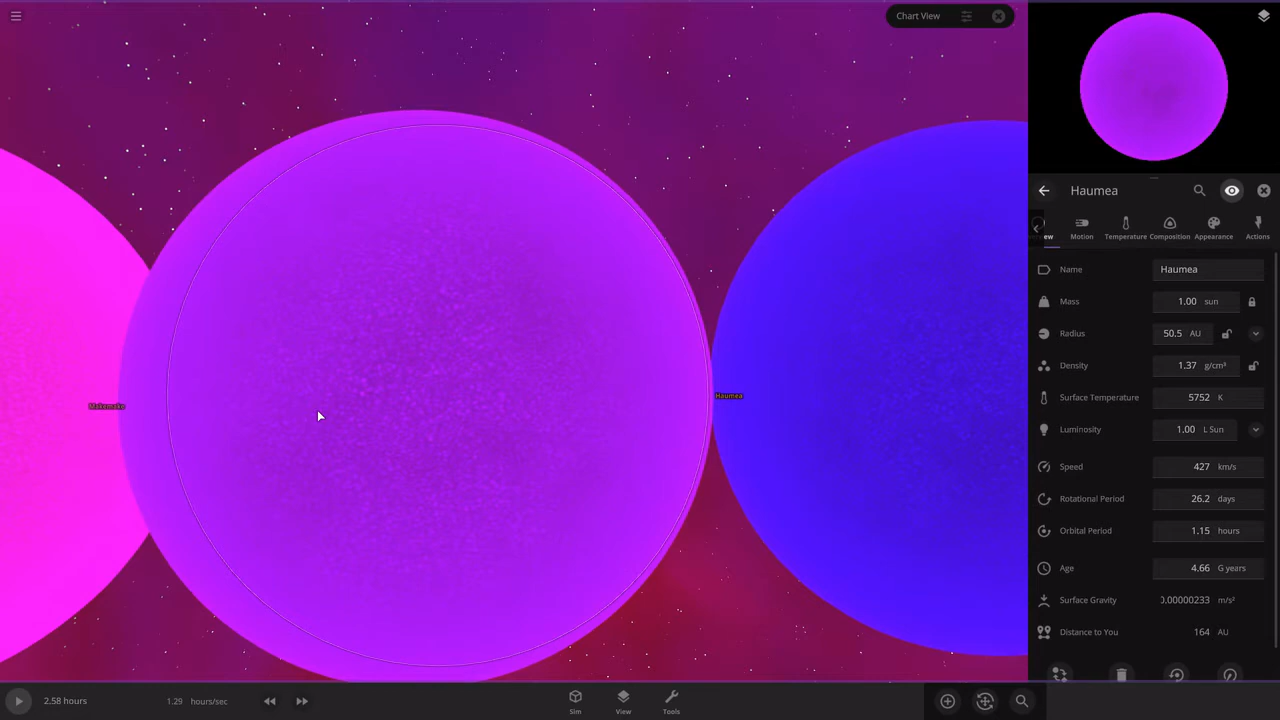 Chart View
Haumea
Motion
Temperature
Composition
Appearance
Actions
Name Haumea
Mass 1.00 sun
Radius 50.5 AU
Density 1.37 g/cm³
Surface Temperature 5752 K
Luminosity 1.00 L Sun
Speed 427 km/s
Rotational Period 26.2 days
Orbital Period 1.15 hours
Age 4.66 G years
Surface Gravity 0.00000233 m/s²
Distance to You 164 AU
Makemake
Haumea
2.58 hours
1.29 hours/sec
Sim
View
Tools